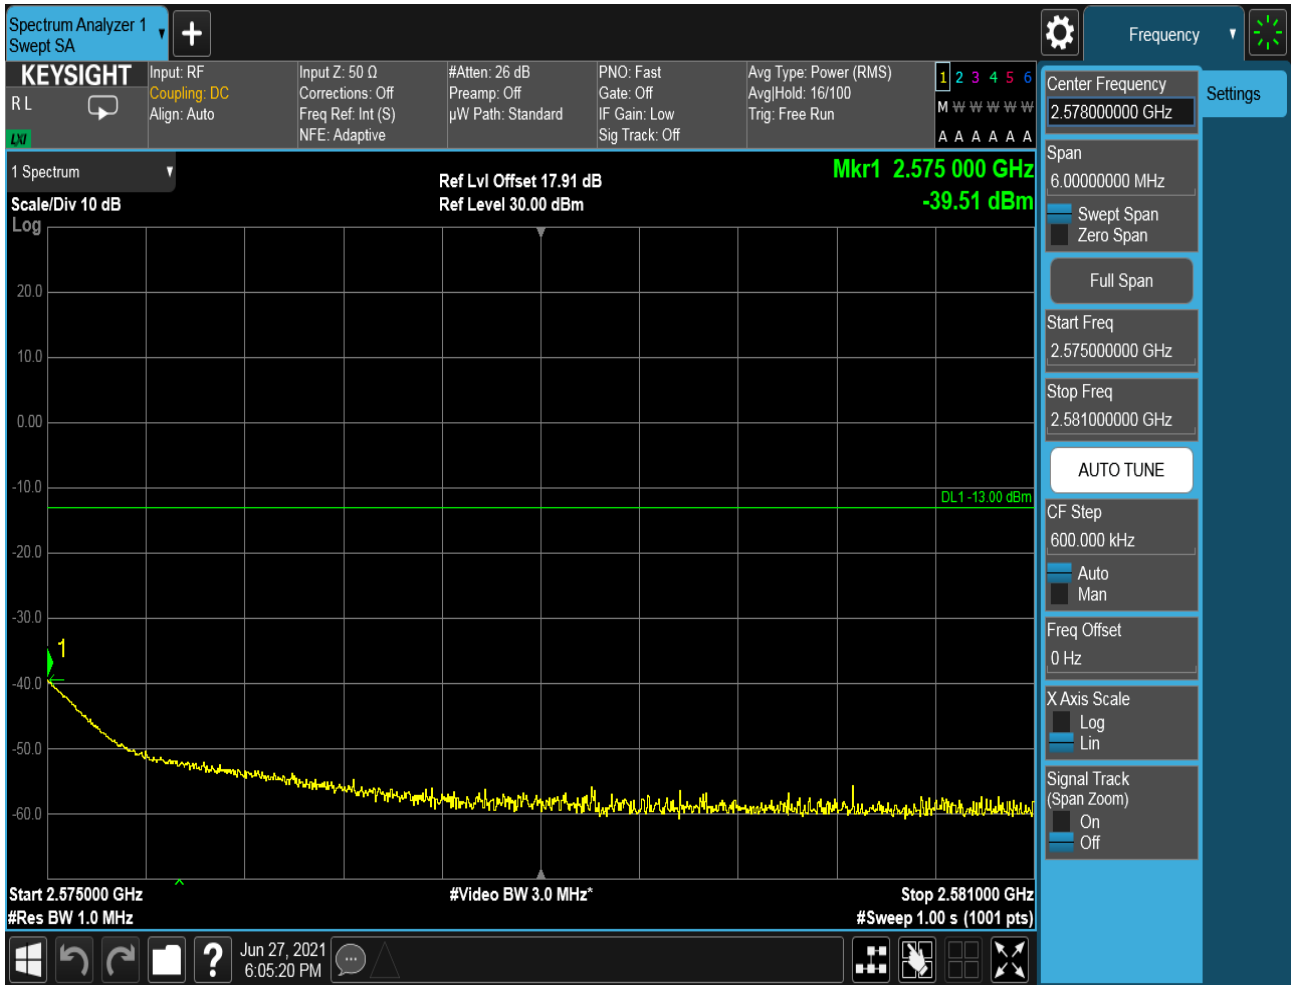 Spectrum Analyzer 1
Swept SA
Frequency
KEYSIGHT
R L
LXI
Input: RF
Coupling: DC
Align: Auto
Input Z: 50 Ω
Corrections: Off
Freq Ref: Int (S)
NFE: Adaptive
#Atten: 26 dB
Preamp: Off
µW Path: Standard
PNO: Fast
Gate: Off
IF Gain: Low
Sig Track: Off
Avg Type: Power (RMS)
Avg|Hold: 16/100
Trig: Free Run
1 2 3 4 5 6
M W W W W W
A A A A A A
1 Spectrum
Scale/Div 10 dB
Log
Ref Lvl Offset 17.91 dB
Ref Level 30.00 dBm
Mkr1 2.575 000 GHz
-39.51 dBm
20.0
10.0
0.00
-10.0
DL1 -13.00 dBm
-20.0
-30.0
1
-40.0
-50.0
-60.0
Start 2.575000 GHz
#Res BW 1.0 MHz
#Video BW 3.0 MHz*
Stop 2.581000 GHz
#Sweep 1.00 s (1001 pts)
?
Jun 27, 2021
6:05:20 PM
Center Frequency
2.578000000 GHz
Settings
Span
6.00000000 MHz
Swept Span
Zero Span
Full Span
Start Freq
2.575000000 GHz
Stop Freq
2.581000000 GHz
AUTO TUNE
CF Step
600.000 kHz
Auto
Man
Freq Offset
0 Hz
X Axis Scale
Log
Lin
Signal Track
(Span Zoom)
On
Off